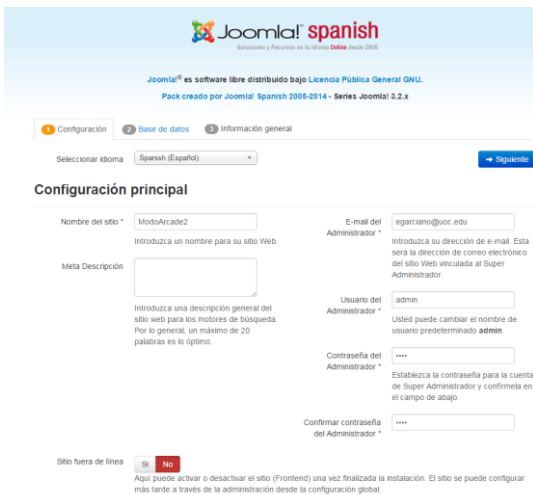 Joomla!® spanish
Soluciones y Recursos en tu idioma Online desde 2005
Joomla!® es software libre distribuido bajo Licencia Pública General GNU.
Pack creado por Joomla! Spanish 2005-2014 - Series Joomla! 3.2.x
1 Configuración 2 Base de datos 3 Información general
Seleccionar idioma Spanish (Español) Siguiente
Configuración principal
Nombre del sitio * ModoArcade2
Introduzca un nombre para su sitio Web.
Meta Descripción
Introduzca una descripción general del
sitio web para los motores de búsqueda.
Por lo general, un máximo de 20
palabras es lo óptimo.
E-mail del
Administrador * egarciano@uoc.edu
Introduzca su dirección de e-mail. Esta
será la dirección de correo electrónico
del sitio Web vinculada al Super
Administrador.
Usuario del
Administrador * admin
Usted puede cambiar el nombre de
usuario predeterminado admin.
Contraseña del
Administrador * ••••
Establezca la contraseña para la cuenta
de Super Administrador y confírmela en
el campo de abajo.
Confirmar contraseña
del Administrador * ••••
Sitio fuera de línea Si No
Aquí puede activar o desactivar el sitio (Frontend) una vez finalizada la instalación. El sitio se puede configurar
más tarde a través de la administración desde la configuración global.